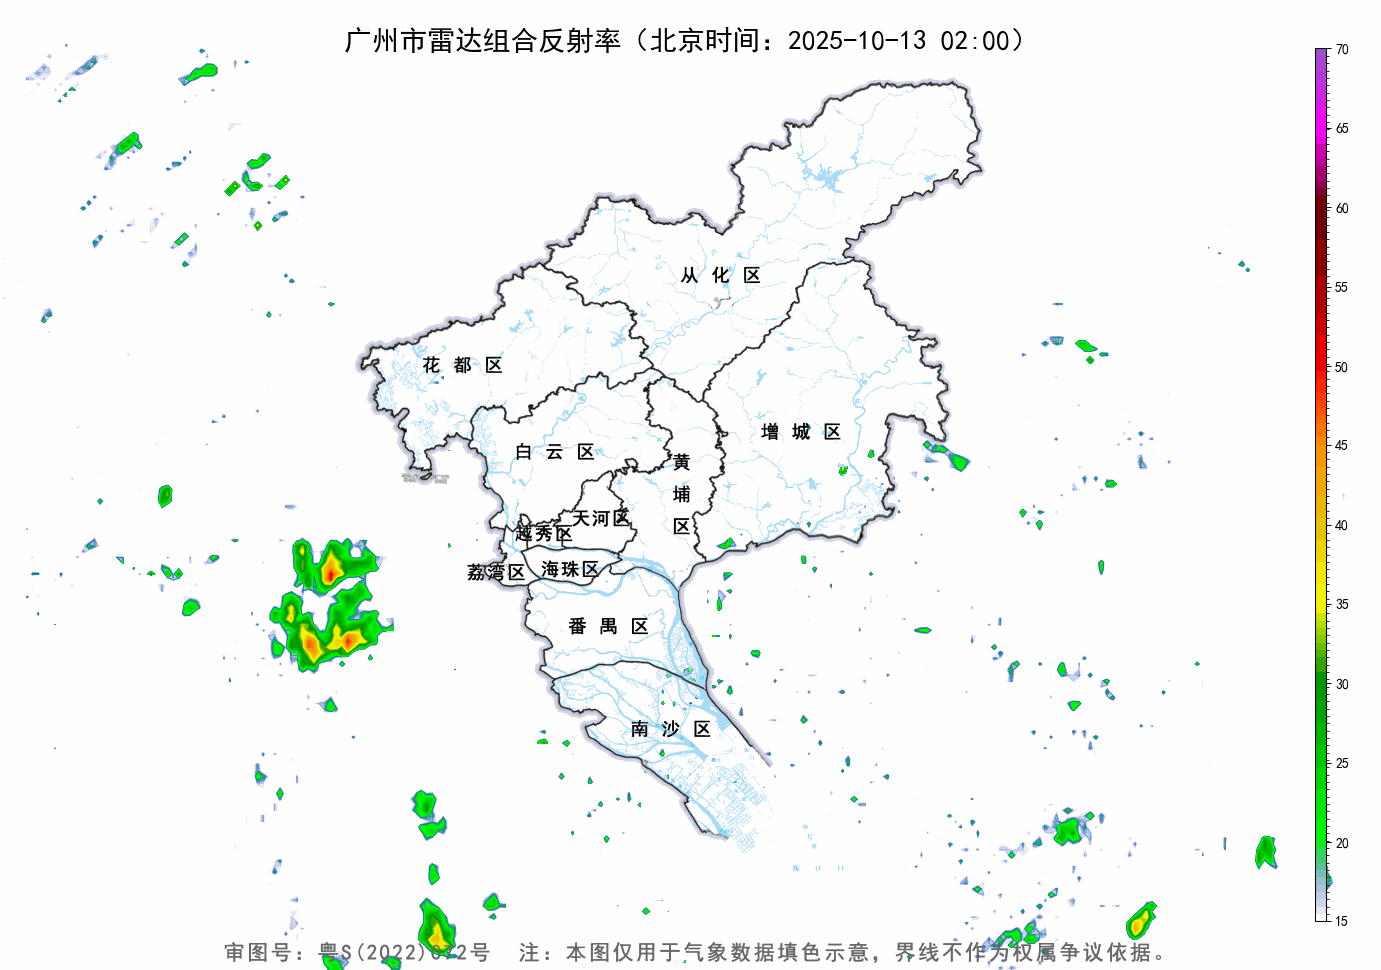 广州市雷达组合反射率（北京时间：2025-10-13 02:00）
70
65
60
55
50
45
40
35
30
25
20
15
从化区
花都区
增城区
白云区
黄埔区
天河区
越秀区
荔湾区
海珠区
番禺区
南沙区
审图号：粤S(2022)072号 注：本图仅用于气象数据填色示意，界线不作为权属争议依据。